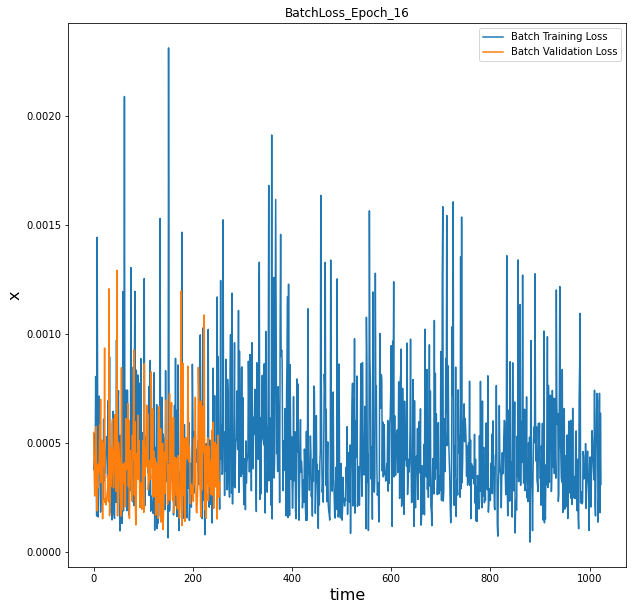 BatchLoss_Epoch_16
Batch Training Loss
Batch Validation Loss
0.0020
0.0015
0.0010
0.0005
0.0000
x
0 200 400 600 800 1000
time